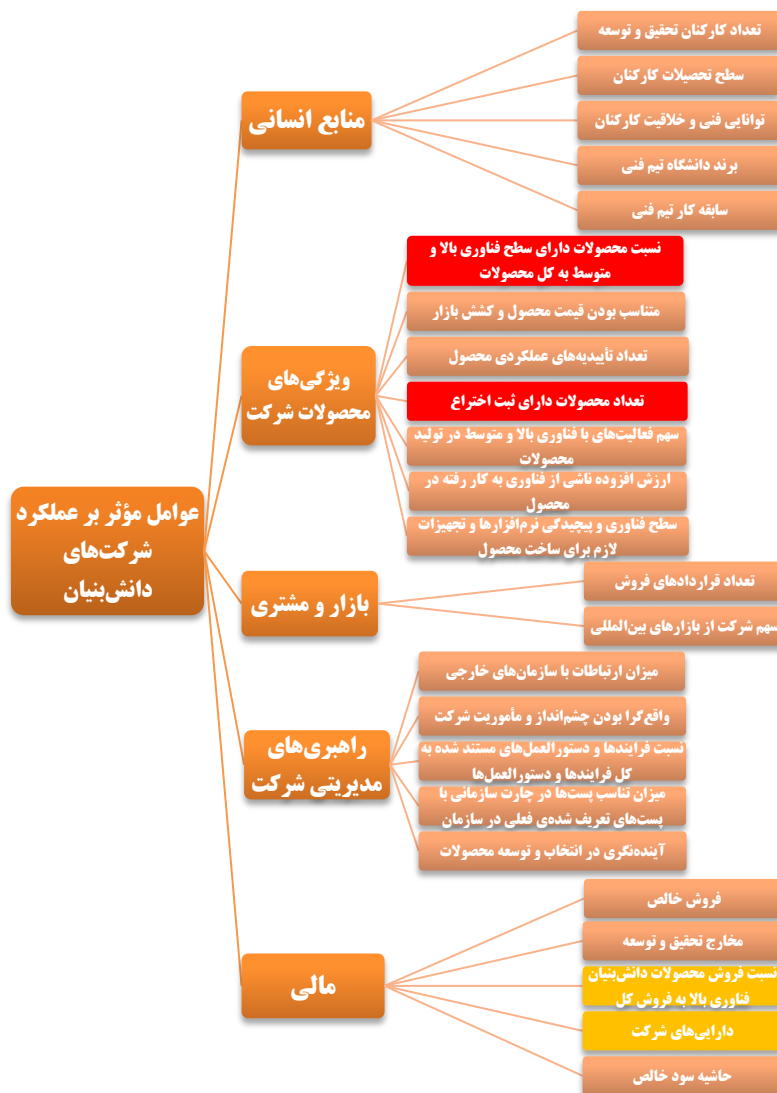 عوامل مؤثر بر عملکرد
شرکت‌های
دانش‌بنیان
منابع انسانی
تعداد کارکنان تحقیق و توسعه
سطح تحصیلات کارکنان
توانایی فنی و خلاقیت کارکنان
برند دانشگاه تیم فنی
سابقه کار تیم فنی
ویژگی‌های
محصولات شرکت
نسبت محصولات دارای سطح فناوری بالا و
متوسط به کل محصولات
متناسب بودن قیمت محصول و کشش بازار
تعداد تأییدیه‌های عملکردی محصول
تعداد محصولات دارای ثبت اختراع
سهم فعالیت‌های با فناوری بالا و متوسط در تولید
محصولات
ارزش افزوده ناشی از فناوری به کار رفته در
محصول
سطح فناوری و پیچیدگی نرم‌افزارها و تجهیزات
لازم برای ساخت محصول
بازار و مشتری
تعداد قراردادهای فروش
سهم شرکت از بازارهای بین‌المللی
راهبری‌های
مدیریتی شرکت
میزان ارتباطات با سازمان‌های خارجی
واقع‌گرا بودن چشم‌انداز و مأموریت شرکت
نسبت فرایندها و دستورالعمل‌های مستند شده به
کل فرایندها و دستورالعمل‌ها
میزان تناسب پست‌ها در چارت سازمانی با
پست‌های تعریف شده‌ی فعلی در سازمان
آینده‌نگری در انتخاب و توسعه محصولات
مالی
فروش خالص
مخارج تحقیق و توسعه
نسبت فروش محصولات دانش‌بنیان
فناوری بالا به فروش کل
دارایی‌های شرکت
حاشیه سود خالص